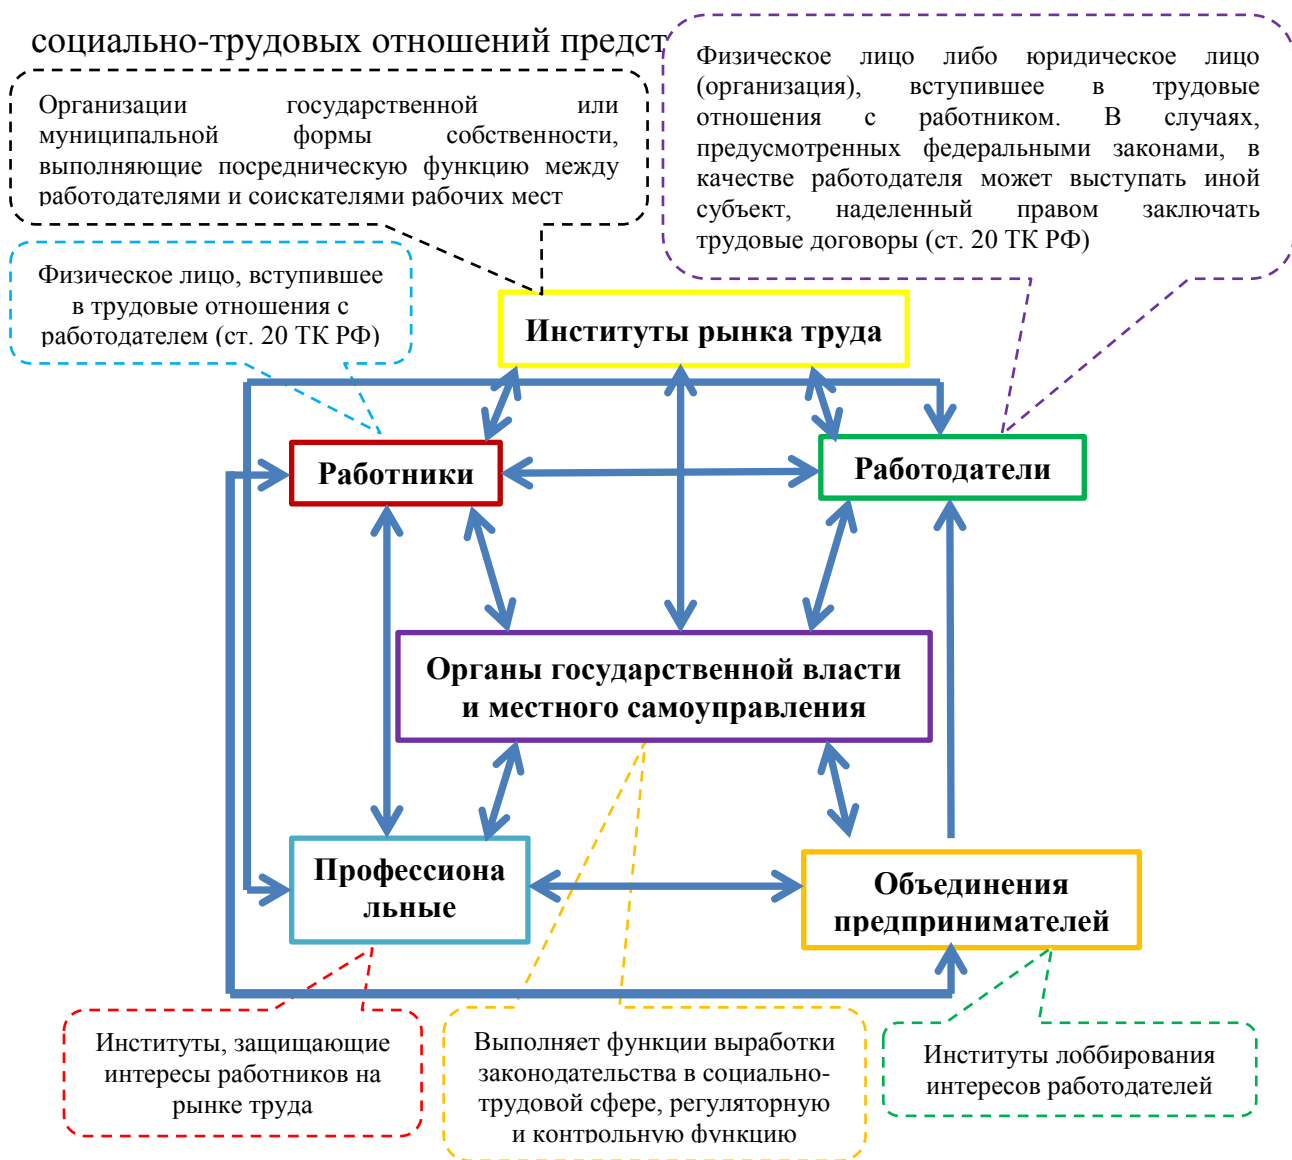 социально-трудовых отношений предст
Организации государственной или
муниципальной формы собственности,
выполняющие посредническую функцию между
работодателями и соискателями рабочих мест
Физическое лицо либо юридическое лицо
(организация), вступившее в трудовые
отношения с работником. В случаях,
предусмотренных федеральными законами, в
качестве работодателя может выступать иной
субъект, наделенный правом заключать
трудовые договоры (ст. 20 ТК РФ)
Физическое лицо, вступившее
в трудовые отношения с
работодателем (ст. 20 ТК РФ)
Институты рынка труда
Работники
Работодатели
Органы государственной власти
и местного самоуправления
Профессиона
льные
Объединения
предпринимателей
Институты, защищающие
интересы работников на
рынке труда
Выполняет функции выработки
законодательства в социально-
трудовой сфере, регуляторную
и контрольную функцию
Институты лоббирования
интересов работодателей